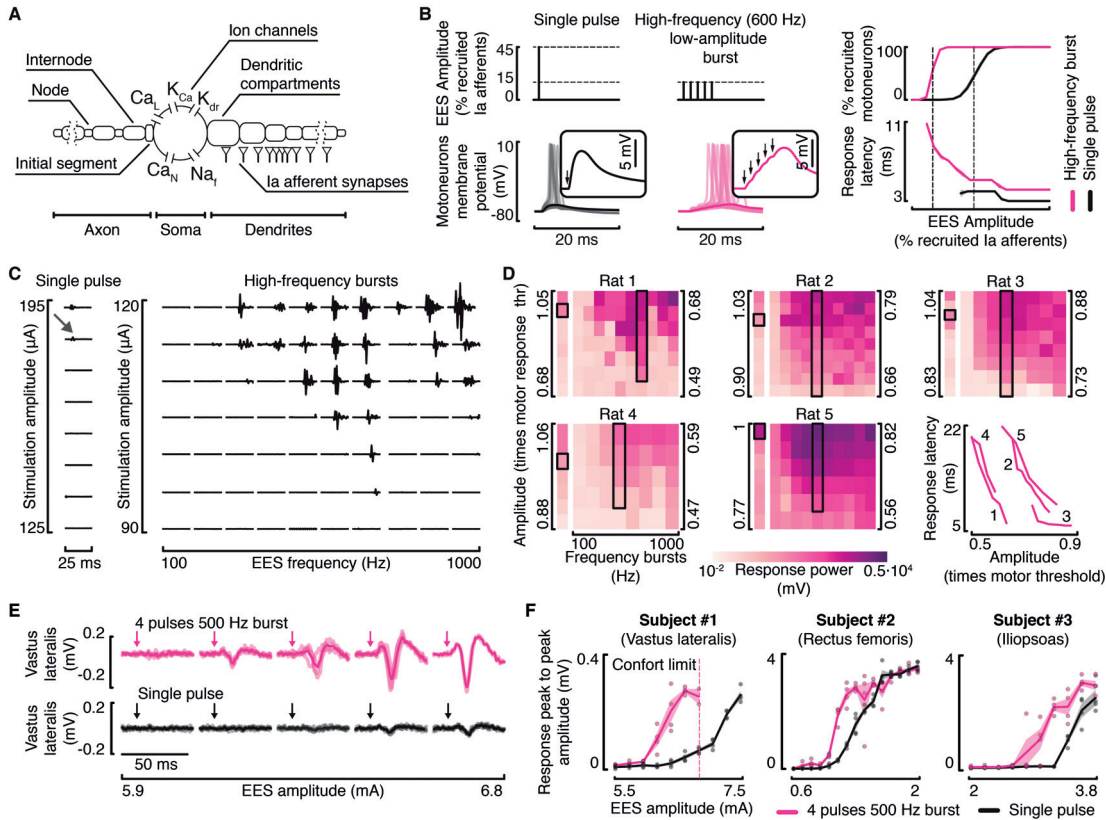 A
Ion channels
Internode
Dendritic
compartments
Node
CaL
KCa
Kdr
Initial segment
CaN
Naf
Ia afferent synapses
Axon
Soma
Dendrites
B
Single pulse
High-frequency (600 Hz)
low-amplitude
burst
EES Amplitude
(% recruited
Ia afferents)
45
15
0
Motoneurons
membrane
potential
(mV)
10
-80
5 mV
5 mV
20 ms
20 ms
(% recruited
motoneurons)
100
0
Response
latency
(ms)
11
3
EES Amplitude
(% recruited Ia afferents)
High-frequency burst
Single pulse
C
Single pulse
High-frequency bursts
Stimulation amplitude (µA)
195
125
Stimulation amplitude (µA)
120
90
25 ms
100
EES frequency (Hz)
1000
D
Amplitude (times motor response thr)
Rat 1
1.05
0.68
0.68
0.49
Rat 2
1.03
0.90
0.79
0.66
Rat 3
1.04
0.83
0.88
0.73
Rat 4
1.06
0.88
0.59
0.47
Rat 5
1
0.77
0.82
0.56
100
1000
Frequency bursts
(Hz)
10-2
Response power
(mV)
0.5·104
Response latency
(ms)
22
5
4
5
2
1
3
0.5
0.9
Amplitude
(times motor threshold)
E
4 pulses 500 Hz burst
Vastus
lateralis
(mV)
0.2
-0.2
Single pulse
Vastus
lateralis
(mV)
0.2
-0.2
50 ms
5.9
EES amplitude (mA)
6.8
F
Response peak to peak
amplitude (mV)
Subject #1
(Vastus lateralis)
Confort limit
0.4
0
5.5
7.5
EES amplitude (mA)
Subject #2
(Rectus femoris)
4
0
0.6
2
Subject #3
(Iliopsoas)
4
0
2
3.8
4 pulses 500 Hz burst
Single pulse